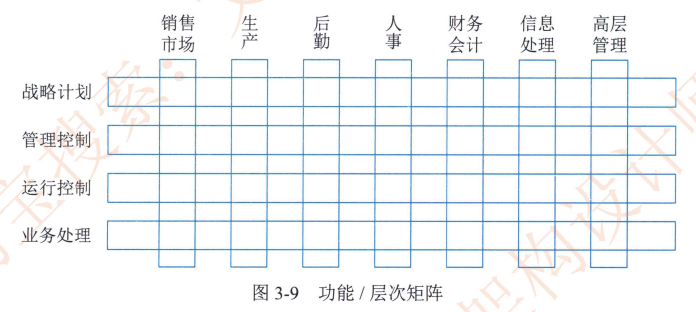 销售 生 后 人 财务 信息 高层
市场 产 勤 事 会计 处理 管理
战略计划
管理控制
运行控制
业务处理
图 3-9 功能 / 层次矩阵